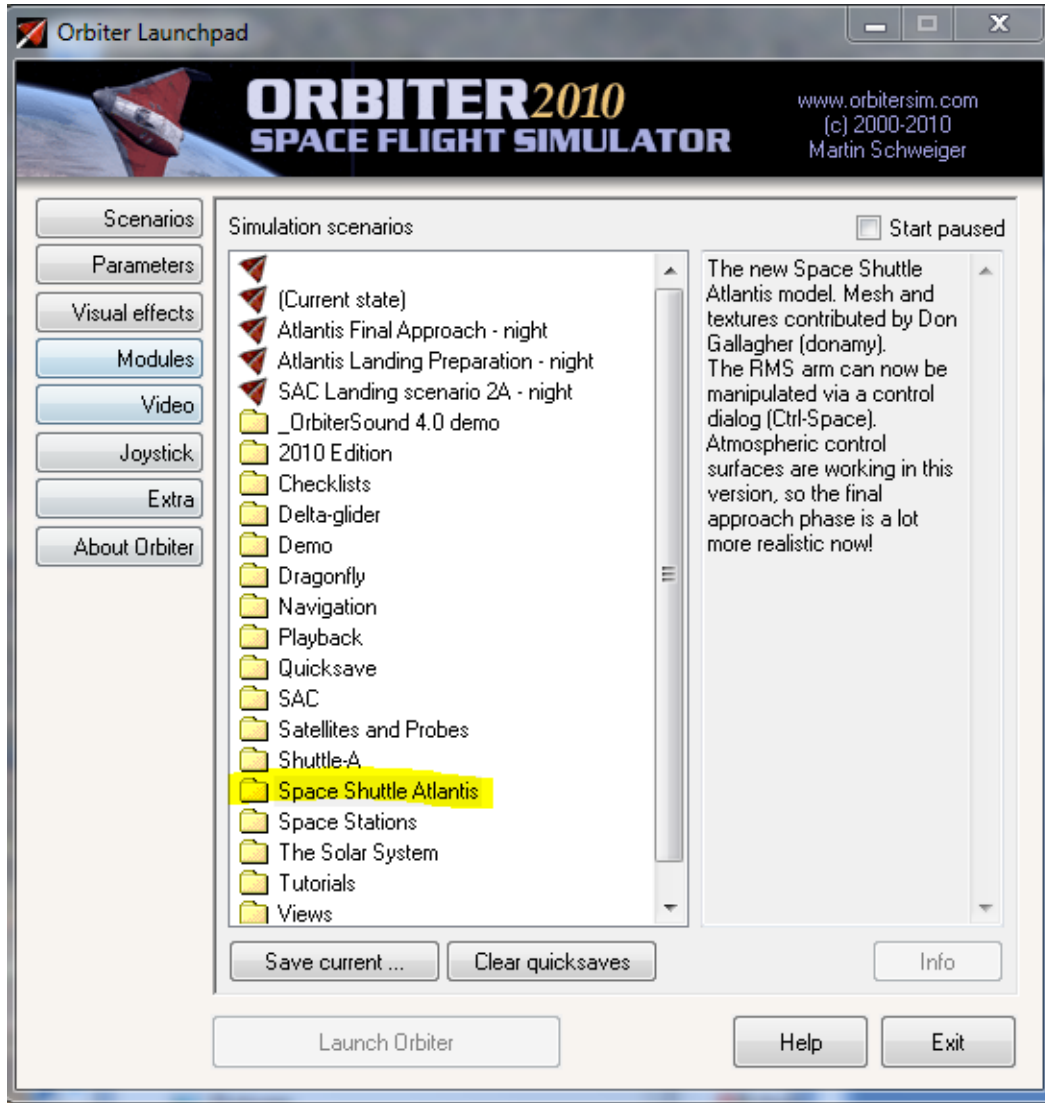 Orbiter Launchpad
ORBITER2010
SPACE FLIGHT SIMULATOR
www.orbitersim.com
(c) 2000-2010
Martin Schweiger
Scenarios
Parameters
Visual effects
Modules
Video
Joystick
Extra
About Orbiter
Simulation scenarios
Start paused
(Current state)
Atlantis Final Approach - night
Atlantis Landing Preparation - night
SAC Landing scenario 2A - night
_OrbiterSound 4.0 demo
2010 Edition
Checklists
Delta-glider
Demo
Dragonfly
Navigation
Playback
Quicksave
SAC
Satellites and Probes
Shuttle-A
Space Shuttle Atlantis
Space Stations
The Solar System
Tutorials
Views
The new Space Shuttle
Atlantis model. Mesh and
textures contributed by Don
Gallagher (donamy).
The RMS arm can now be
manipulated via a control
dialog (Ctrl-Space).
Atmospheric control
surfaces are working in this
version, so the final
approach phase is a lot
more realistic now!
Save current ...
Clear quicksaves
Info
Launch Orbiter
Help
Exit